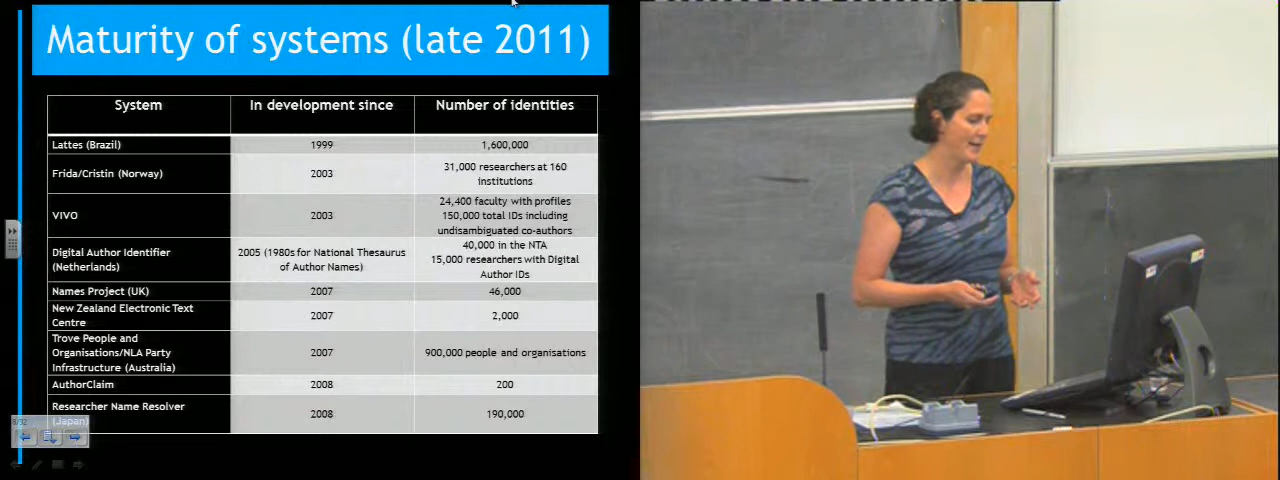 Maturity of systems (late 2011)
System In development since Number of identities
Lattes (Brazil) 1999 1,600,000
Frida/Cristin (Norway) 2003 31,000 researchers at 160
institutions
VIVO 2003 24,400 faculty with profiles
150,000 total IDs including
undisambiguated co-authors
Digital Author Identifier
(Netherlands)
2005 (1980s for National Thesaurus
of Author Names)
40,000 in the NTA
15,000 researchers with Digital
Author IDs
Names Project (UK) 2007 46,000
New Zealand Electronic Text
Centre
2007 2,000
Trove People and
Organisations/NLA Party
Infrastructure (Australia)
2007 900,000 people and organisations
AuthorClaim 2008 200
Researcher Name Resolver
(Japan)
2008 190,000